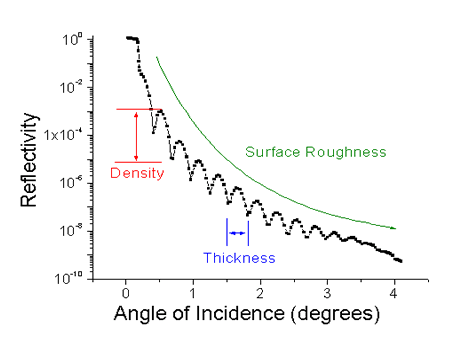 10^0
10^-2
1x10^-4
10^-6
10^-8
10^-10
Reflectivity
Surface Roughness
Density
Thickness
0 1 2 3 4
Angle of Incidence (degrees)